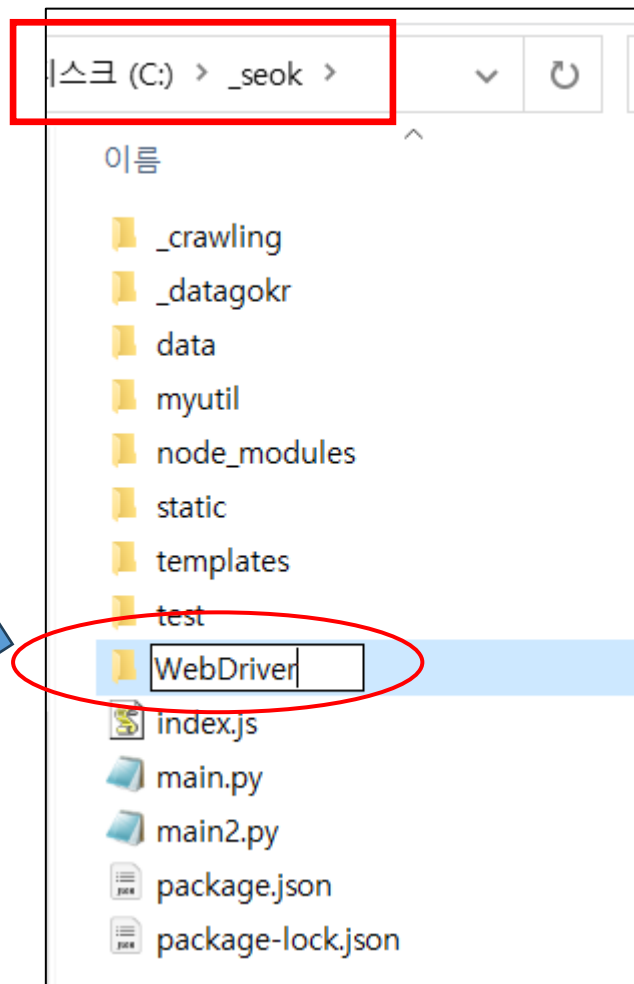 스크 (C:) > _seok >
이름
_crawling
_datagokr
data
myutil
node_modules
static
templates
test
WebDriver
index.js
main.py
main2.py
package.json
package-lock.json